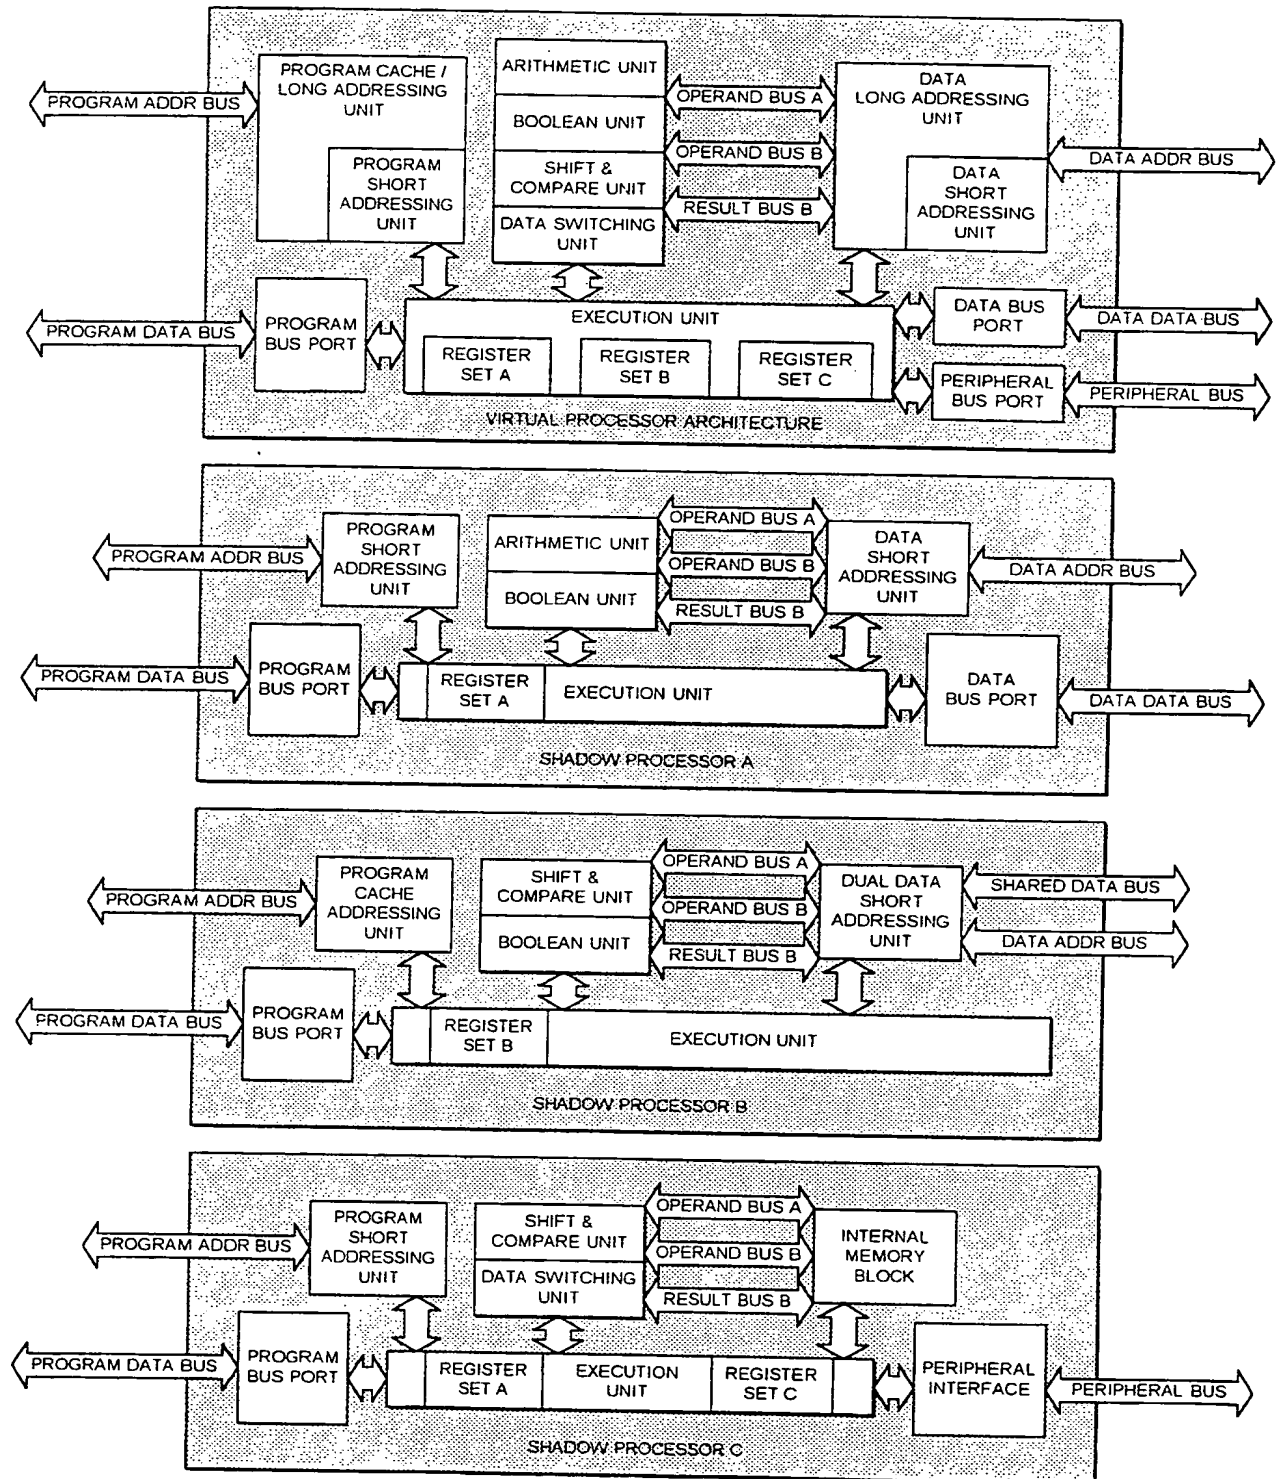 PROGRAM ADDR BUS
PROGRAM CACHE /
LONG ADDRESSING
UNIT
PROGRAM
SHORT
ADDRESSING
UNIT
ARITHMETIC UNIT
BOOLEAN UNIT
SHIFT &
COMPARE UNIT
DATA SWITCHING
UNIT
OPERAND BUS A
OPERAND BUS B
RESULT BUS B
DATA
LONG ADDRESSING
UNIT
DATA
SHORT
ADDRESSING
UNIT
DATA ADDR BUS
PROGRAM DATA BUS
PROGRAM
BUS PORT
EXECUTION UNIT
REGISTER
SET A
REGISTER
SET B
REGISTER
SET C
DATA BUS
PORT
DATA DATA BUS
PERIPHERAL
BUS PORT
PERIPHERAL BUS
VIRTUAL PROCESSOR ARCHITECTURE
PROGRAM ADDR BUS
PROGRAM
SHORT
ADDRESSING
UNIT
ARITHMETIC UNIT
BOOLEAN UNIT
OPERAND BUS A
OPERAND BUS B
RESULT BUS B
DATA
SHORT
ADDRESSING
UNIT
DATA ADDR BUS
PROGRAM DATA BUS
PROGRAM
BUS PORT
REGISTER
SET A
EXECUTION UNIT
DATA
BUS PORT
DATA DATA BUS
SHADOW PROCESSOR A
PROGRAM ADDR BUS
PROGRAM
CACHE
ADDRESSING
UNIT
SHIFT &
COMPARE UNIT
BOOLEAN UNIT
OPERAND BUS A
OPERAND BUS B
RESULT BUS B
DUAL DATA
SHORT
ADDRESSING
UNIT
SHARED DATA BUS
DATA ADDR BUS
PROGRAM DATA BUS
PROGRAM
BUS PORT
REGISTER
SET B
EXECUTION UNIT
SHADOW PROCESSOR B
PROGRAM ADDR BUS
PROGRAM
SHORT
ADDRESSING
UNIT
SHIFT &
COMPARE UNIT
DATA SWITCHING
UNIT
OPERAND BUS A
OPERAND BUS B
RESULT BUS B
INTERNAL
MEMORY
BLOCK
PROGRAM DATA BUS
PROGRAM
BUS PORT
REGISTER
SET A
EXECUTION
UNIT
REGISTER
SET C
PERIPHERAL
INTERFACE
PERIPHERAL BUS
SHADOW PROCESSOR C